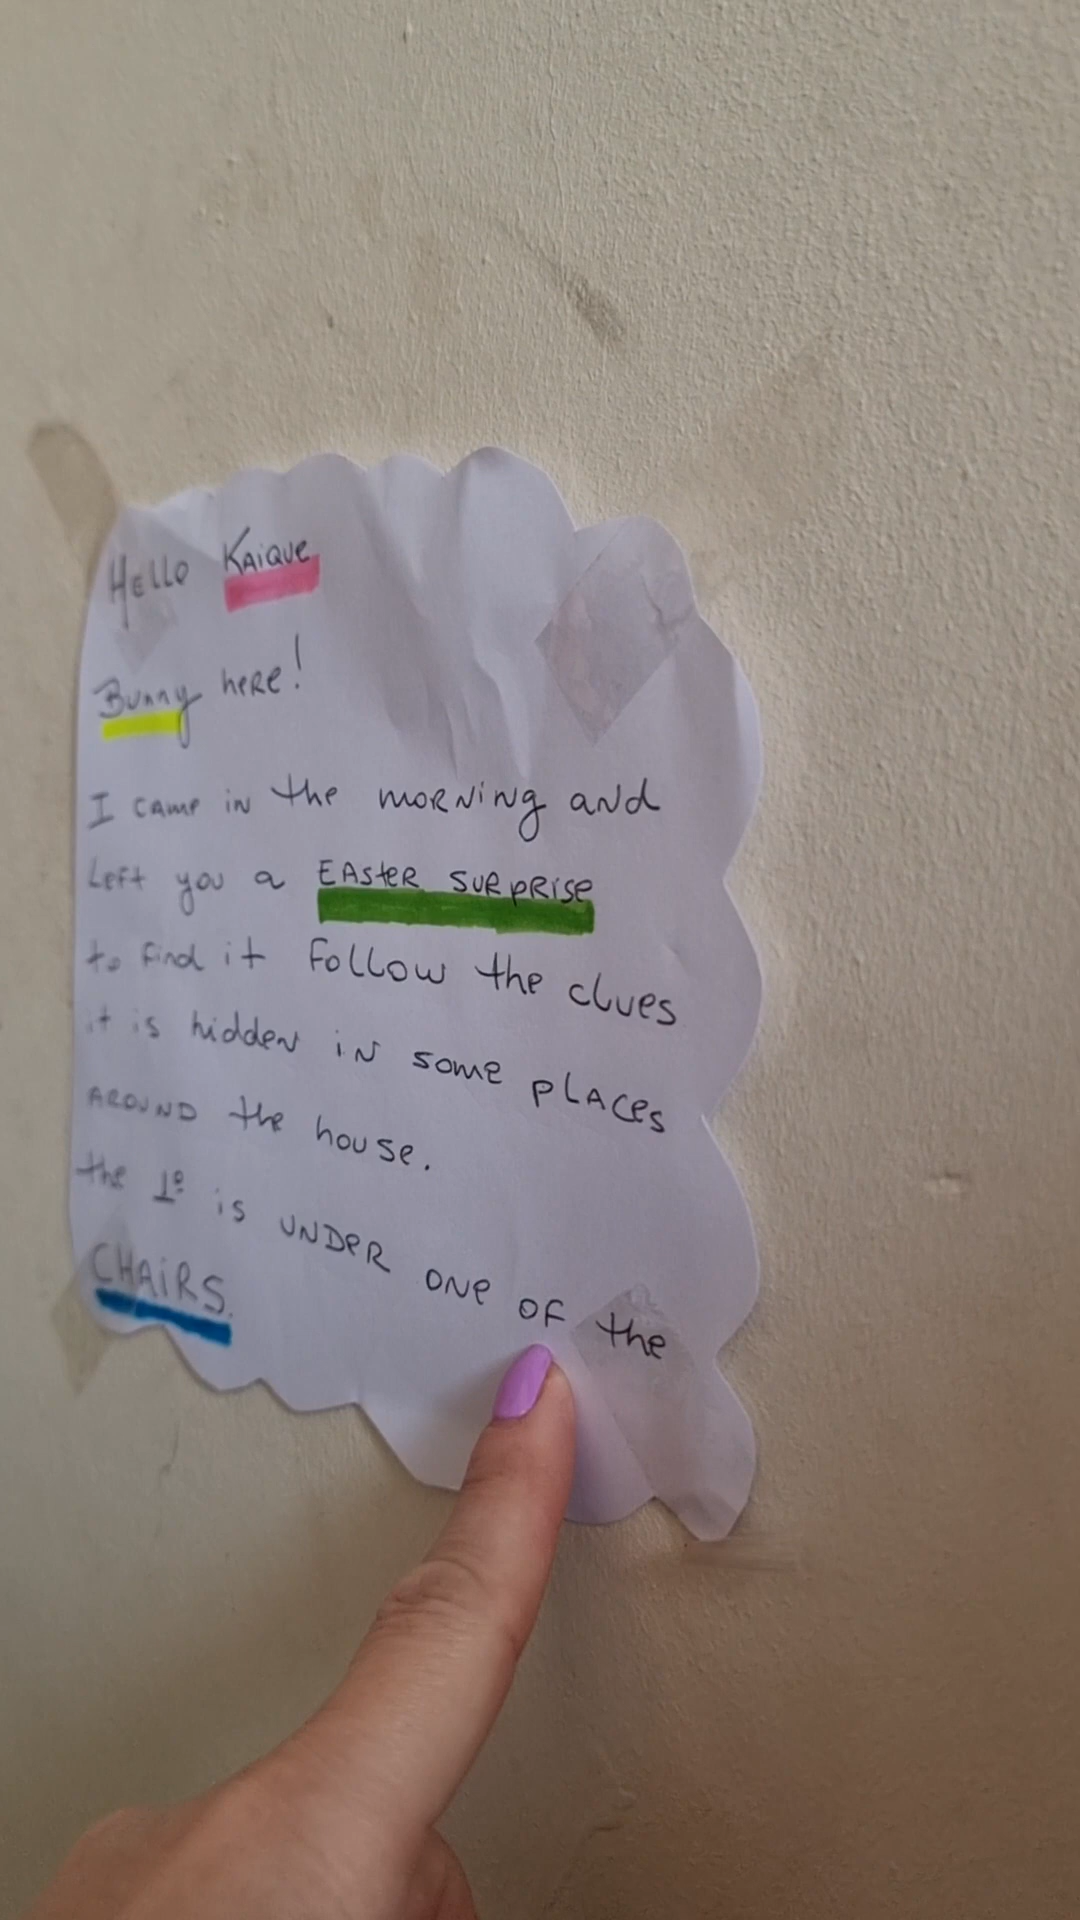 HELLO KAIQUE
Bunny here!
I came in the morning and
Left you a EASTER SURPRISE
to find it follow the clues
it is hidden in some places
AROUND the house.
the 1º is UNDER one of the
CHAIRS.